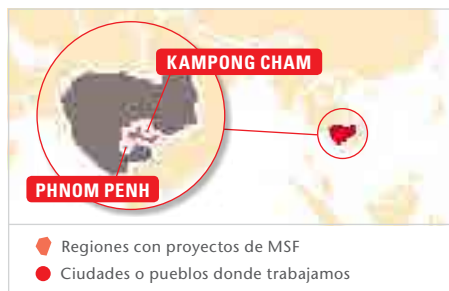 KAMPONG CHAM
PHNOM PENH
Regiones con proyectos de MSF
Ciudades o pueblos donde trabajamos